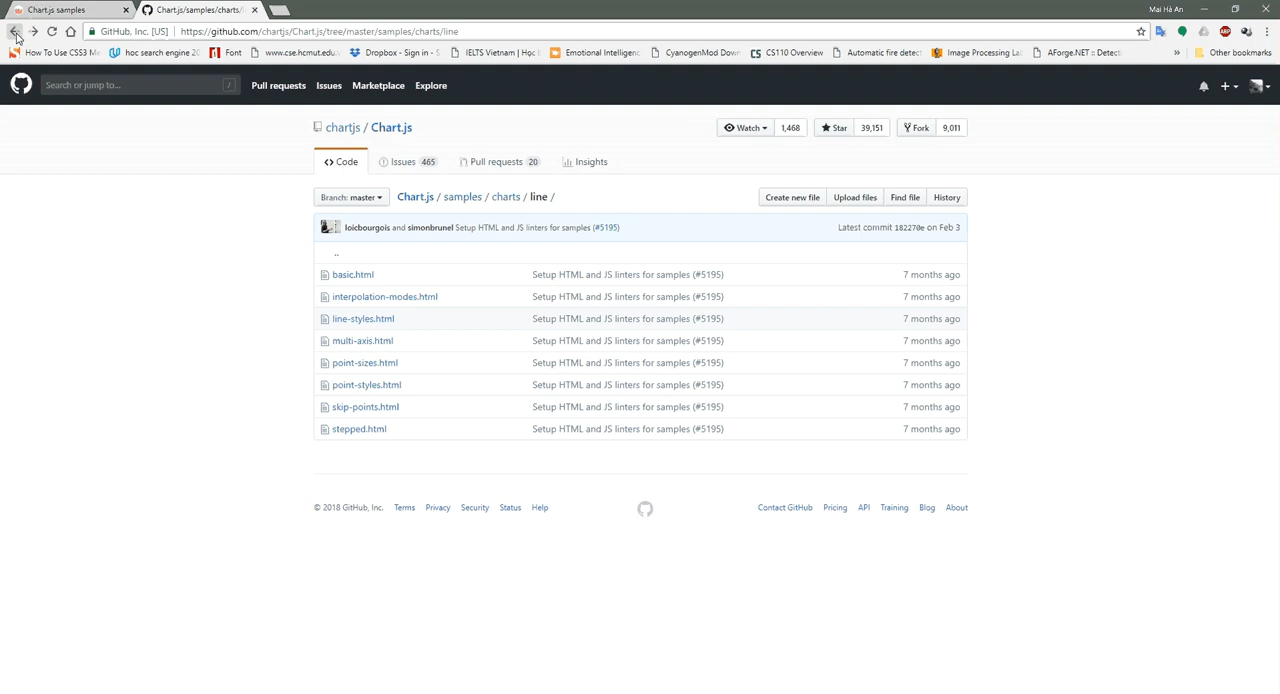 Chart.js samples
Chart.js/samples/charts/l
Mai Hà An
GitHub, Inc. [US]
https://github.com/chartjs/Chart.js/tree/master/samples/charts/line
How To Use CSS3 Me
hoc search engine 20
Font
www.cse.hcmut.edu.
Dropbox - Sign in - S
IELTS Vietnam | Học
Emotional Intelligenc
CyanogenMod Down
CS110 Overview
Automatic fire detect
Image Processing La
AForge.NET :: Detecti
»
Other bookmarks
Search or jump to...
/
Pull requests
Issues
Marketplace
Explore
chartjs / Chart.js
Watch
1,468
Star
39,151
Fork
9,011
Code
Issues 465
Pull requests 20
Insights
Branch: master
Chart.js / samples / charts / line /
Create new file
Upload files
Find file
History
loicbourgois and simonbrunel Setup HTML and JS linters for samples (#5195)
Latest commit 182270e on Feb 3
..
basic.html Setup HTML and JS linters for samples (#5195) 7 months ago
interpolation-modes.html Setup HTML and JS linters for samples (#5195) 7 months ago
line-styles.html Setup HTML and JS linters for samples (#5195) 7 months ago
multi-axis.html Setup HTML and JS linters for samples (#5195) 7 months ago
point-sizes.html Setup HTML and JS linters for samples (#5195) 7 months ago
point-styles.html Setup HTML and JS linters for samples (#5195) 7 months ago
skip-points.html Setup HTML and JS linters for samples (#5195) 7 months ago
stepped.html Setup HTML and JS linters for samples (#5195) 7 months ago
© 2018 GitHub, Inc.
Terms
Privacy
Security
Status
Help
Contact GitHub
Pricing
API
Training
Blog
About